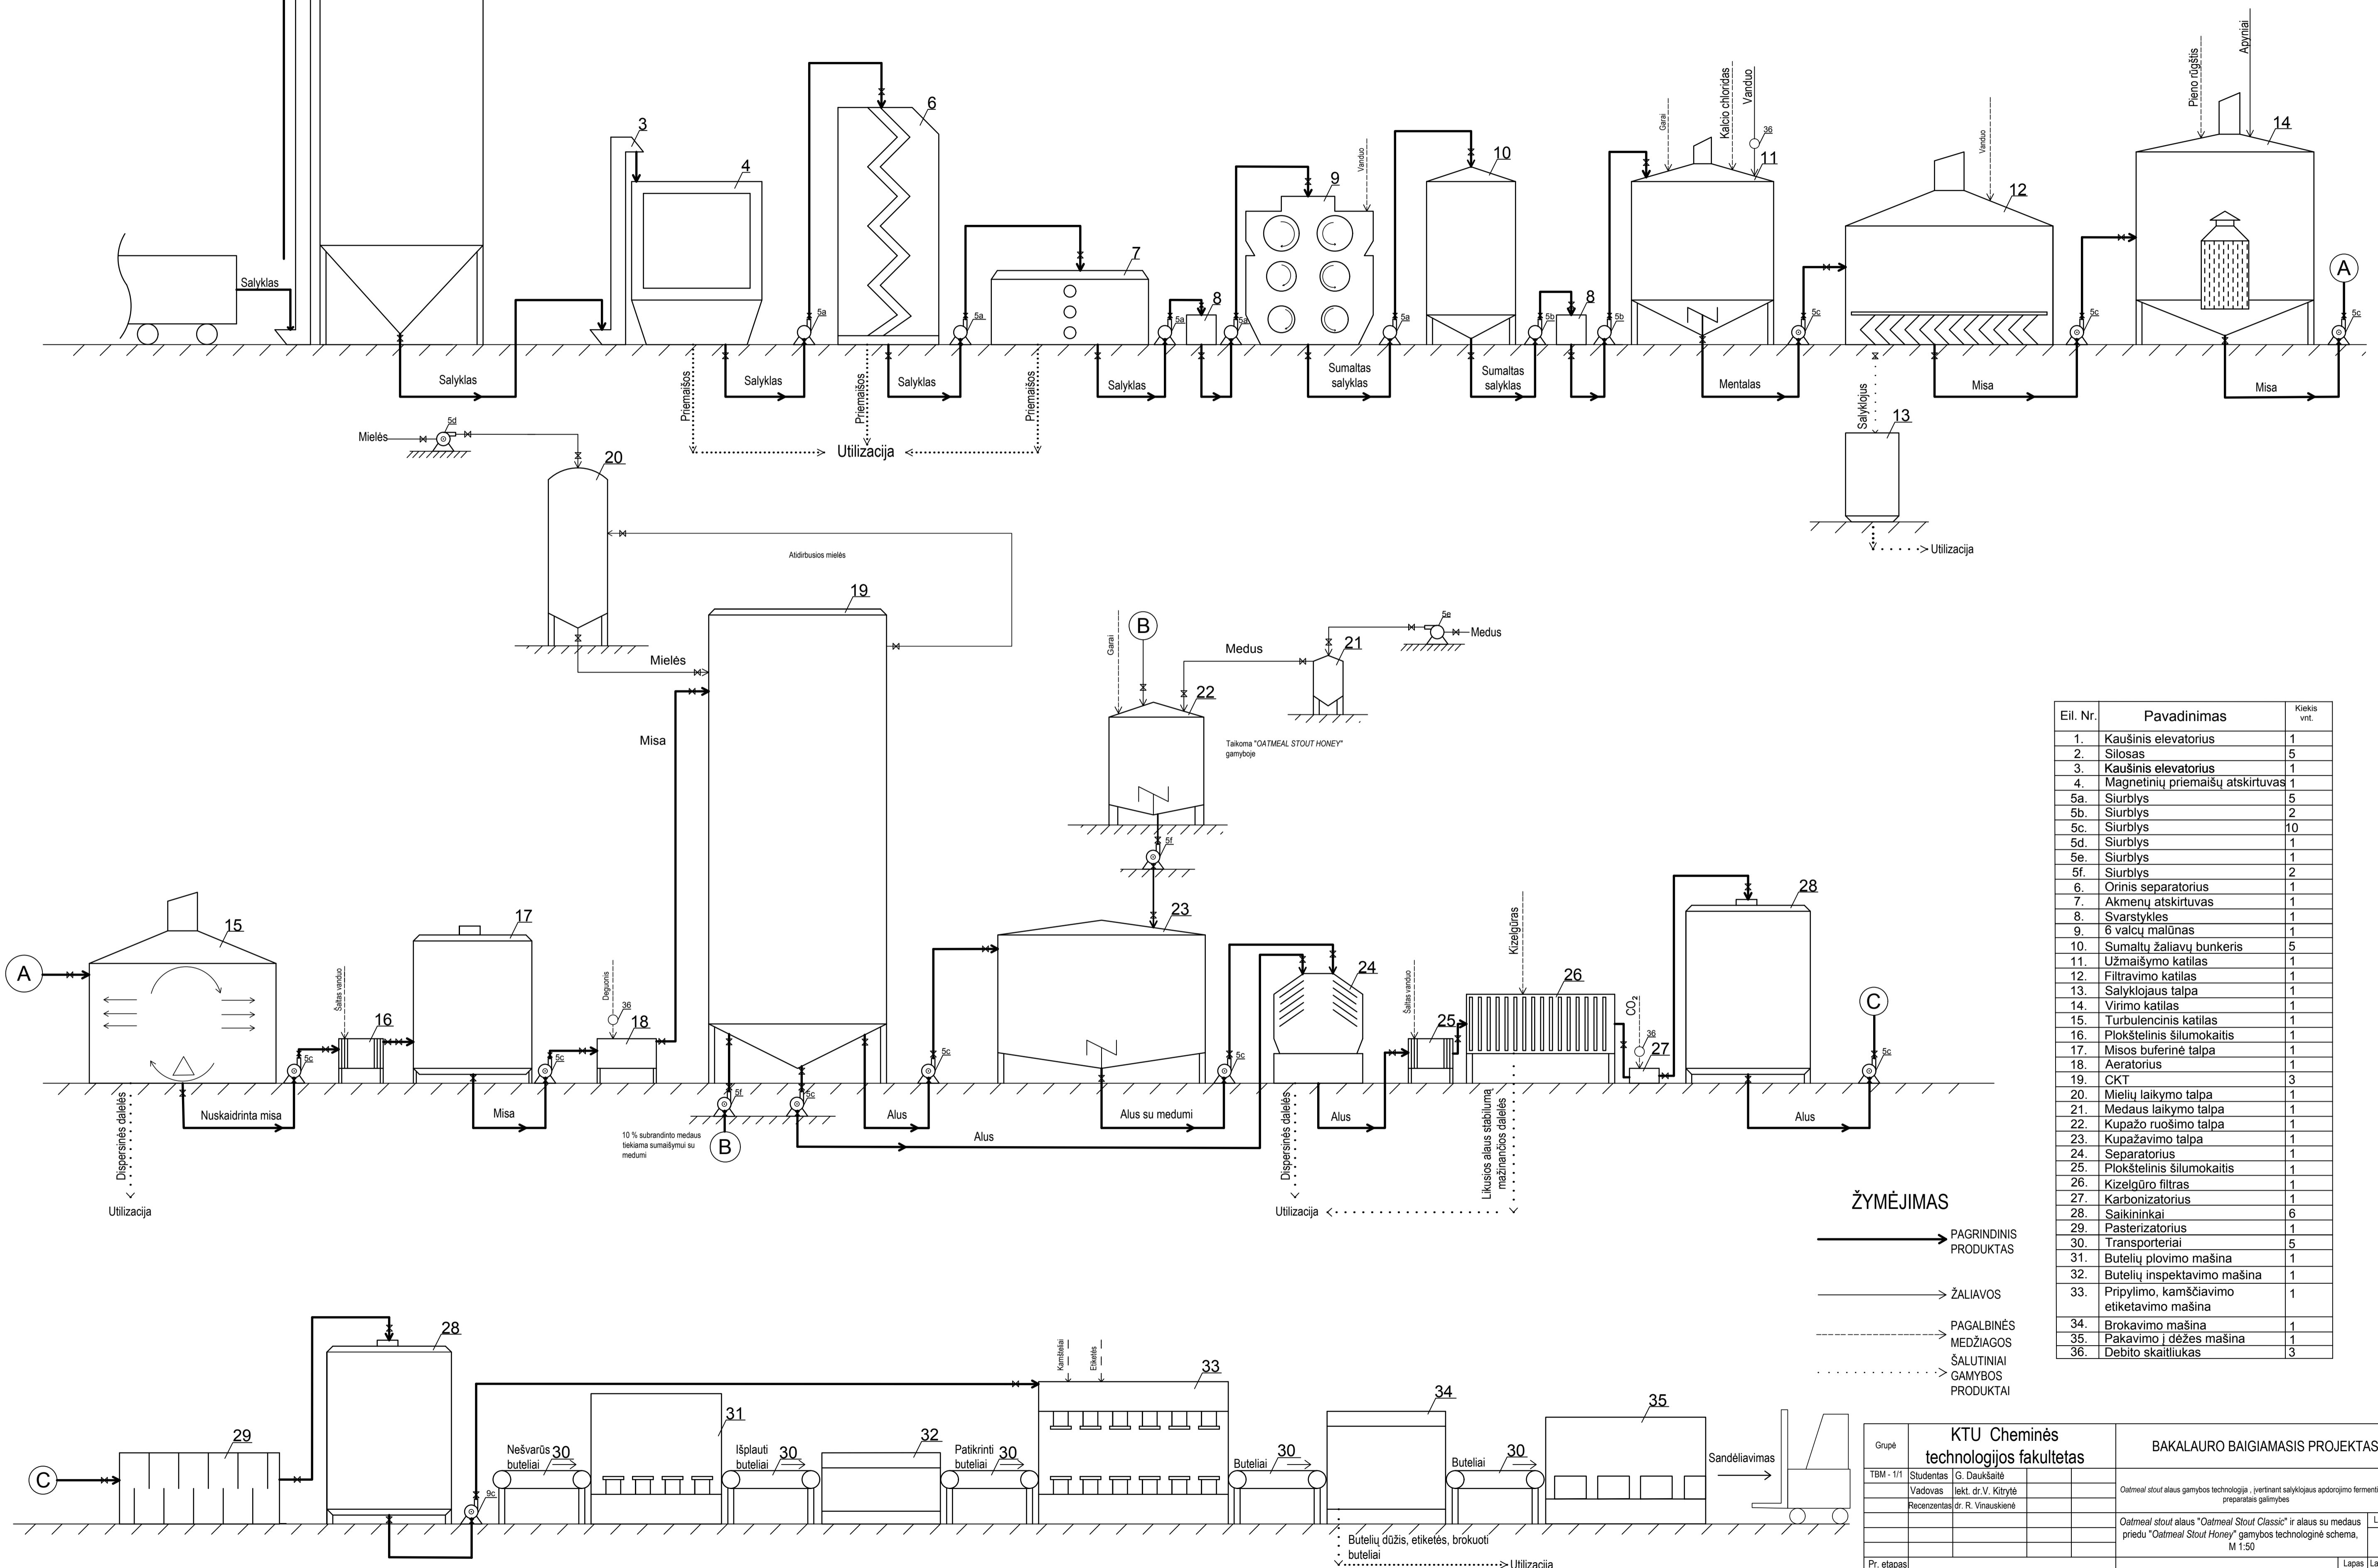 Apyniai
Pieno rūgštis
Vanduo
Kalcio chloridas
Garai
36
14
6
3
4
10
11
Vanduo
Vanduo
9
12
7
8
8
A
Salyklas
5a
5a
5a
5a
5a
5b
5b
5c
5c
5c
Salyklas
Priemaišos
Salyklas
Priemaišos
Salyklas
Priemaišos
Salyklas
Sumaltas
salyklas
Sumaltas
salyklas
Mentalas
Salyklojus
Misa
Misa
13
Utilizacija
Utilizacija
Mielės
5d
20
Atidirbusios mielės
19
Mielės
Misa
B
Garai
Medus
21
5e
Medus
22
Taikoma "OATMEAL STOUT HONEY"
gamyboje
5f
Eil. Nr.
Pavadinimas
Kiekis
vnt.
1. Kaušinis elevatorius 1
2. Silosas 5
3. Kaušinis elevatorius 1
4. Magnetinių priemaišų atskirtuvas 1
5a. Siurblys 5
5b. Siurblys 2
5c. Siurblys 10
5d. Siurblys 1
5e. Siurblys 1
5f. Siurblys 2
6. Orinis separatorius 1
7. Akmenų atskirtuvas 1
8. Svarstykles 1
9. 6 valcų malūnas 1
10. Sumaltų žaliavų bunkeris 5
11. Užmaišymo katilas 1
12. Filtravimo katilas 1
13. Salyklojaus talpa 1
14. Virimo katilas 1
15. Turbulencinis katilas 1
16. Plokštelinis šilumokaitis 1
17. Misos buferinė talpa 1
18. Aeratorius 1
19. CKT 3
20. Mielių laikymo talpa 1
21. Medaus laikymo talpa 1
22. Kupažo ruošimo talpa 1
23. Kupažavimo talpa 1
24. Separatorius 1
25. Plokštelinis šilumokaitis 1
26. Kizelgūro filtras 1
27. Karbonizatorius 1
28. Saikininkai 6
29. Pasterizatorius 1
30. Transporteriai 5
31. Butelių plovimo mašina 1
32. Butelių inspektavimo mašina 1
33. Pripylimo, kamščiavimo 1
etiketavimo mašina
34. Brokavimo mašina 1
35. Pakavimo į dėžes mašina 1
36. Debito skaitliukas 3
A
15
Šaltas vanduo
16
5c
17
5c
Deguonis
36
18
5c
23
5c
24
Šaltas vanduo
25
Kizelgūras
26
CO2
36
27
28
C
5c
Dispersinės dalelės
Utilizacija
Nuskaidrinta misa
Misa
5f
5c
10 % subrandinto medaus
tiekiama sumaišymui su
medumi
B
Alus
Alus
Alus su medumi
Dispersinės dalelės
Alus
Likusios alaus stabilumą
mažinančios dalelės
Utilizacija
Alus
ŽYMĖJIMAS
PAGRINDINIS
PRODUKTAS
ŽALIAVOS
PAGALBINĖS
MEDŽIAGOS
ŠALUTINIAI
GAMYBOS
PRODUKTAI
C
29
28
9c
Nešvarūs
buteliai
30
31
Išplauti
buteliai
30
32
Patikrinti
buteliai
30
Kamšteliai
Etiketės
33
Buteliai
30
34
Buteliai
30
35
Sandėliavimas
Butelių dūžis, etiketės, brokuoti
buteliai
Utilizacija
Grupė
KTU Cheminės
technologijos fakultetas
BAKALAURO BAIGIAMASIS PROJEKTAS
TBM - 1/1
Studentas G. Daukšaitė
Vadovas lekt. dr.V. Kitrytė
Recenzentas dr. R. Vinauskienė
Oatmeal stout alaus gamybos technologija , įvertinant salyklojaus apdorojimo ferment
preparatais galimybes
Oatmeal stout alaus "Oatmeal Stout Classic" ir alaus su medaus
priedu "Oatmeal Stout Honey" gamybos technologinė schema,
M 1:50
Pr. etapas
Lapas